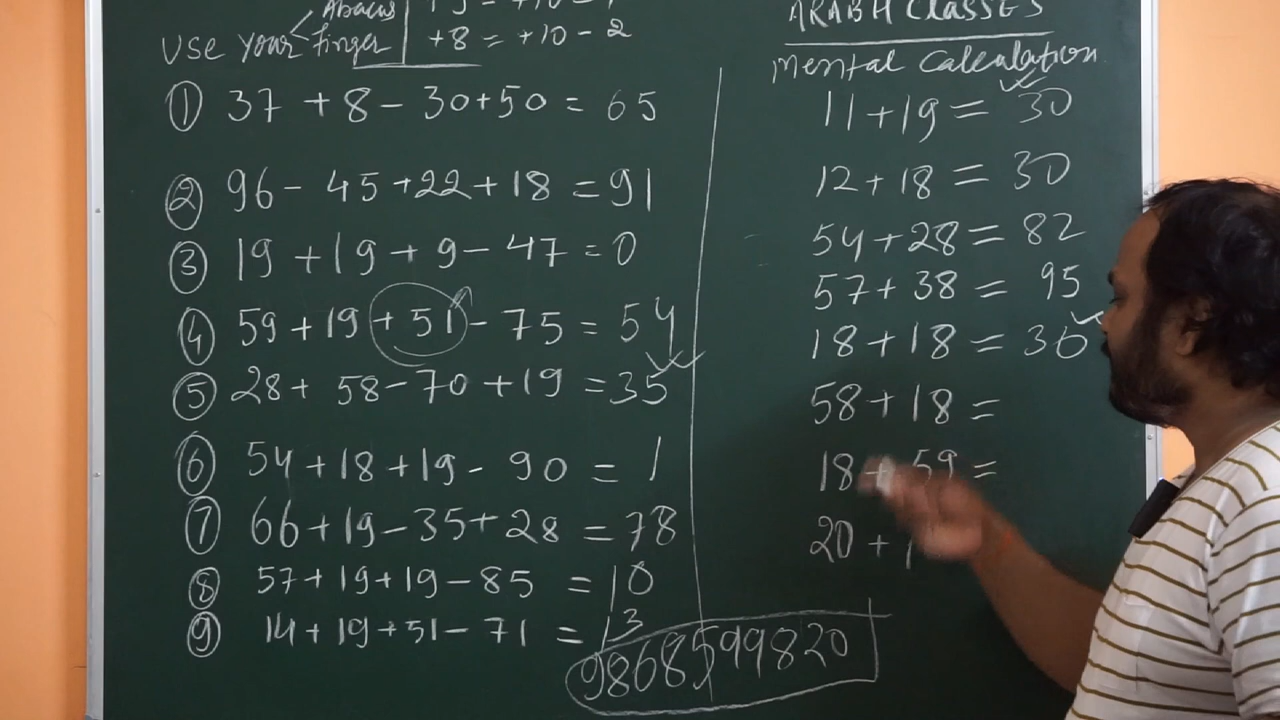 Abacus
Use your finger
+8 = +10 - 2
① 37 + 8 - 30 + 50 = 65
② 96 - 45 + 22 + 18 = 91
③ 19 + 19 + 9 - 47 = 0
④ 59 + 19 + 51 - 75 = 54
⑤ 28 + 58 - 70 + 19 = 35
⑥ 54 + 18 + 19 - 90 = 1
⑦ 66 + 19 - 35 + 28 = 78
⑧ 57 + 19 + 19 - 85 = 10
⑨ 14 + 19 + 51 - 71 = 13
9868599820
ARABH Classes
Mental Calculation
11 + 19 = 30
12 + 18 = 30
54 + 28 = 82
57 + 38 = 95
18 + 18 = 36
58 + 18 =
18 + 59 =
20 +